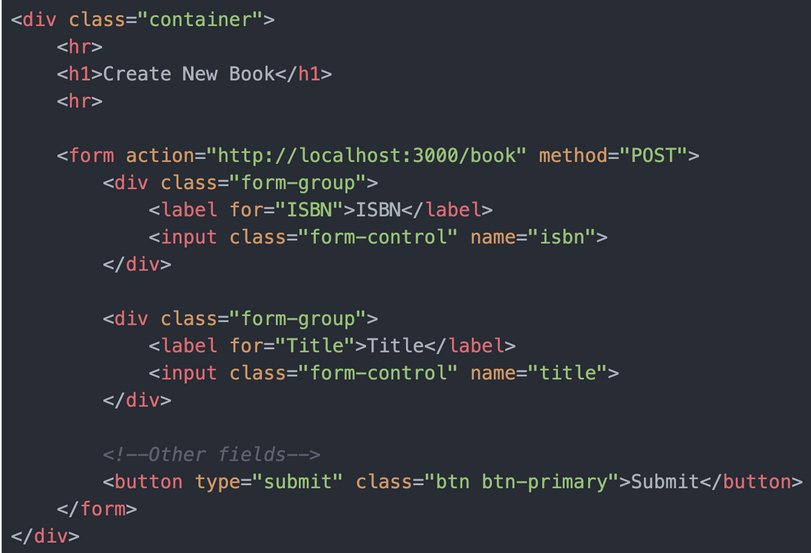 <div class="container">
    <hr>
    <h1>Create New Book</h1>
    <hr>

    <form action="http://localhost:3000/book" method="POST">
        <div class="form-group">
            <label for="ISBN">ISBN</label>
            <input class="form-control" name="isbn">
        </div>

        <div class="form-group">
            <label for="Title">Title</label>
            <input class="form-control" name="title">
        </div>

        <!--Other fields-->
        <button type="submit" class="btn btn-primary">Submit</button>
    </form>
</div>